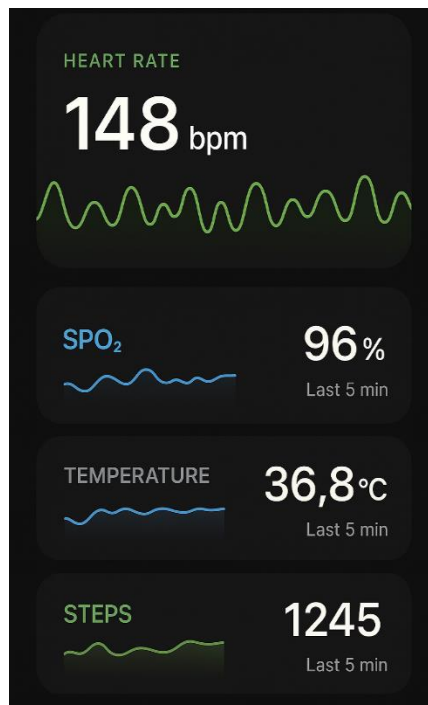 HEART RATE
148 bpm
SPO₂
96 %
Last 5 min
TEMPERATURE
36,8 °C
Last 5 min
STEPS
1245
Last 5 min